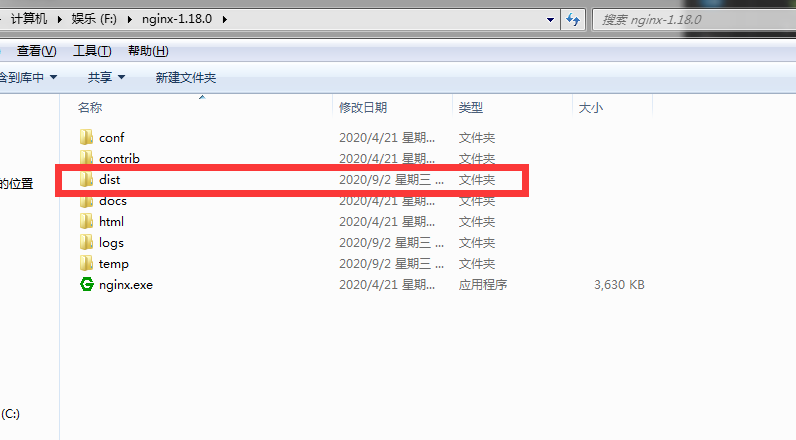 计算机 娱乐 (F:) nginx-1.18.0 搜索 nginx-1.18.0
查看(V) 工具(T) 帮助(H)
含到库中 共享 新建文件夹
名称 修改日期 类型 大小
conf 2020/4/21 星期... 文件夹
contrib 2020/4/21 星期... 文件夹
dist 2020/9/2 星期三 ... 文件夹
docs 2020/4/21 星期... 文件夹
html 2020/4/21 星期... 文件夹
logs 2020/9/2 星期三 ... 文件夹
temp 2020/9/2 星期三 ... 文件夹
nginx.exe 2020/4/21 星期... 应用程序 3,630 KB
的位置
(C:)